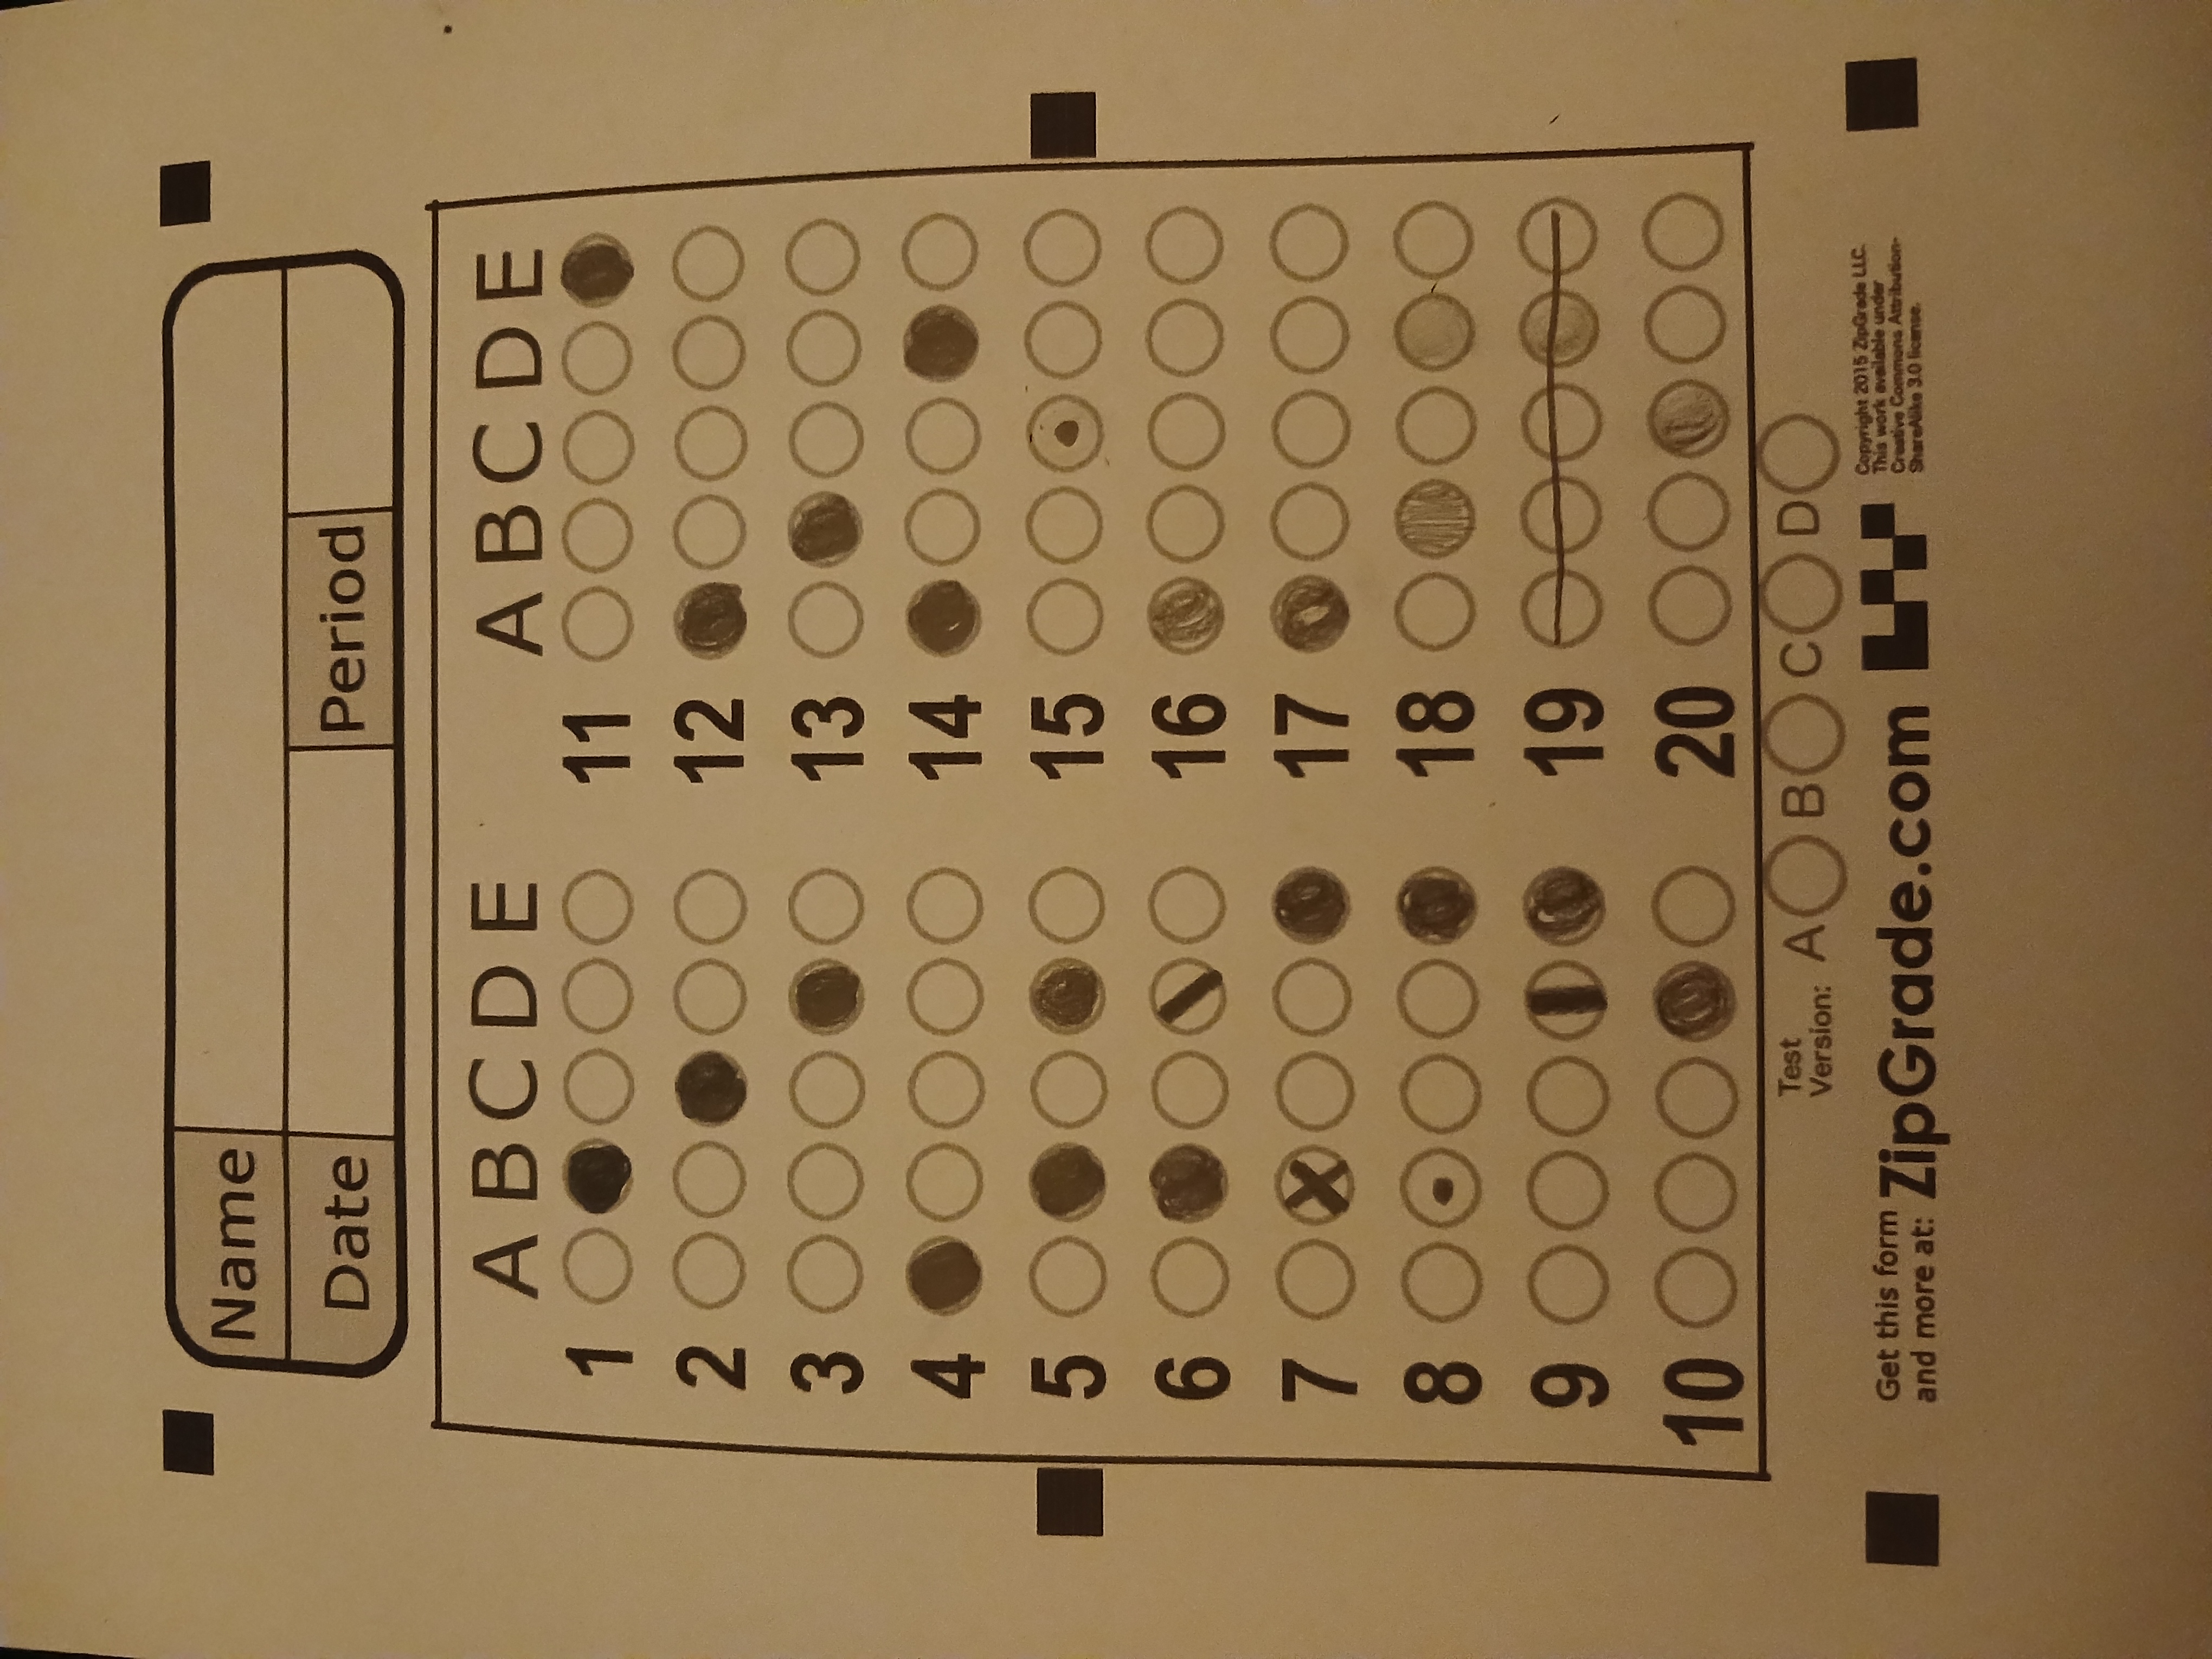 Name
Date Period
A B C D E A B C D E
1 11
2 12
3 13
4 14
5 15
6 16
7 17
8 18
9 19
10 20
Test
Version: A B C D
Get this form
and more at: ZipGrade.com
Copyright 2015 ZipGrade LLC.
This work available under
Creative Commons Attribution-
ShareAlike 3.0 license.